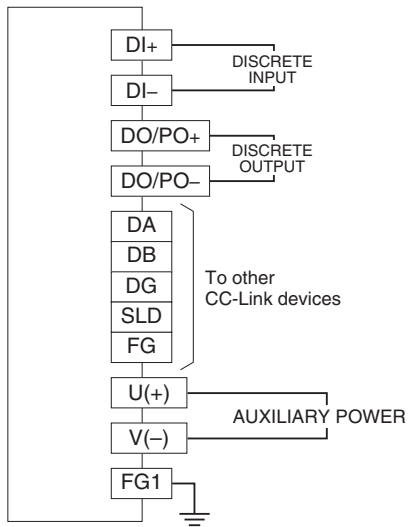 DI+
DISCRETE
INPUT
DI–
DO/PO+
DISCRETE
OUTPUT
DO/PO–
DA
DB
DG
SLD
FG
To other
CC-Link devices
U(+)
AUXILIARY POWER
V(–)
FG1